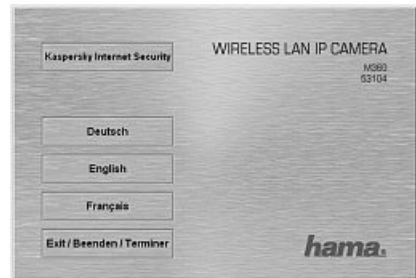 Kaspersky Internet Security
WIRELESS LAN IP CAMERA
M360
53104
Deutsch
English
Français
Exit / Beenden / Terminer
hama.